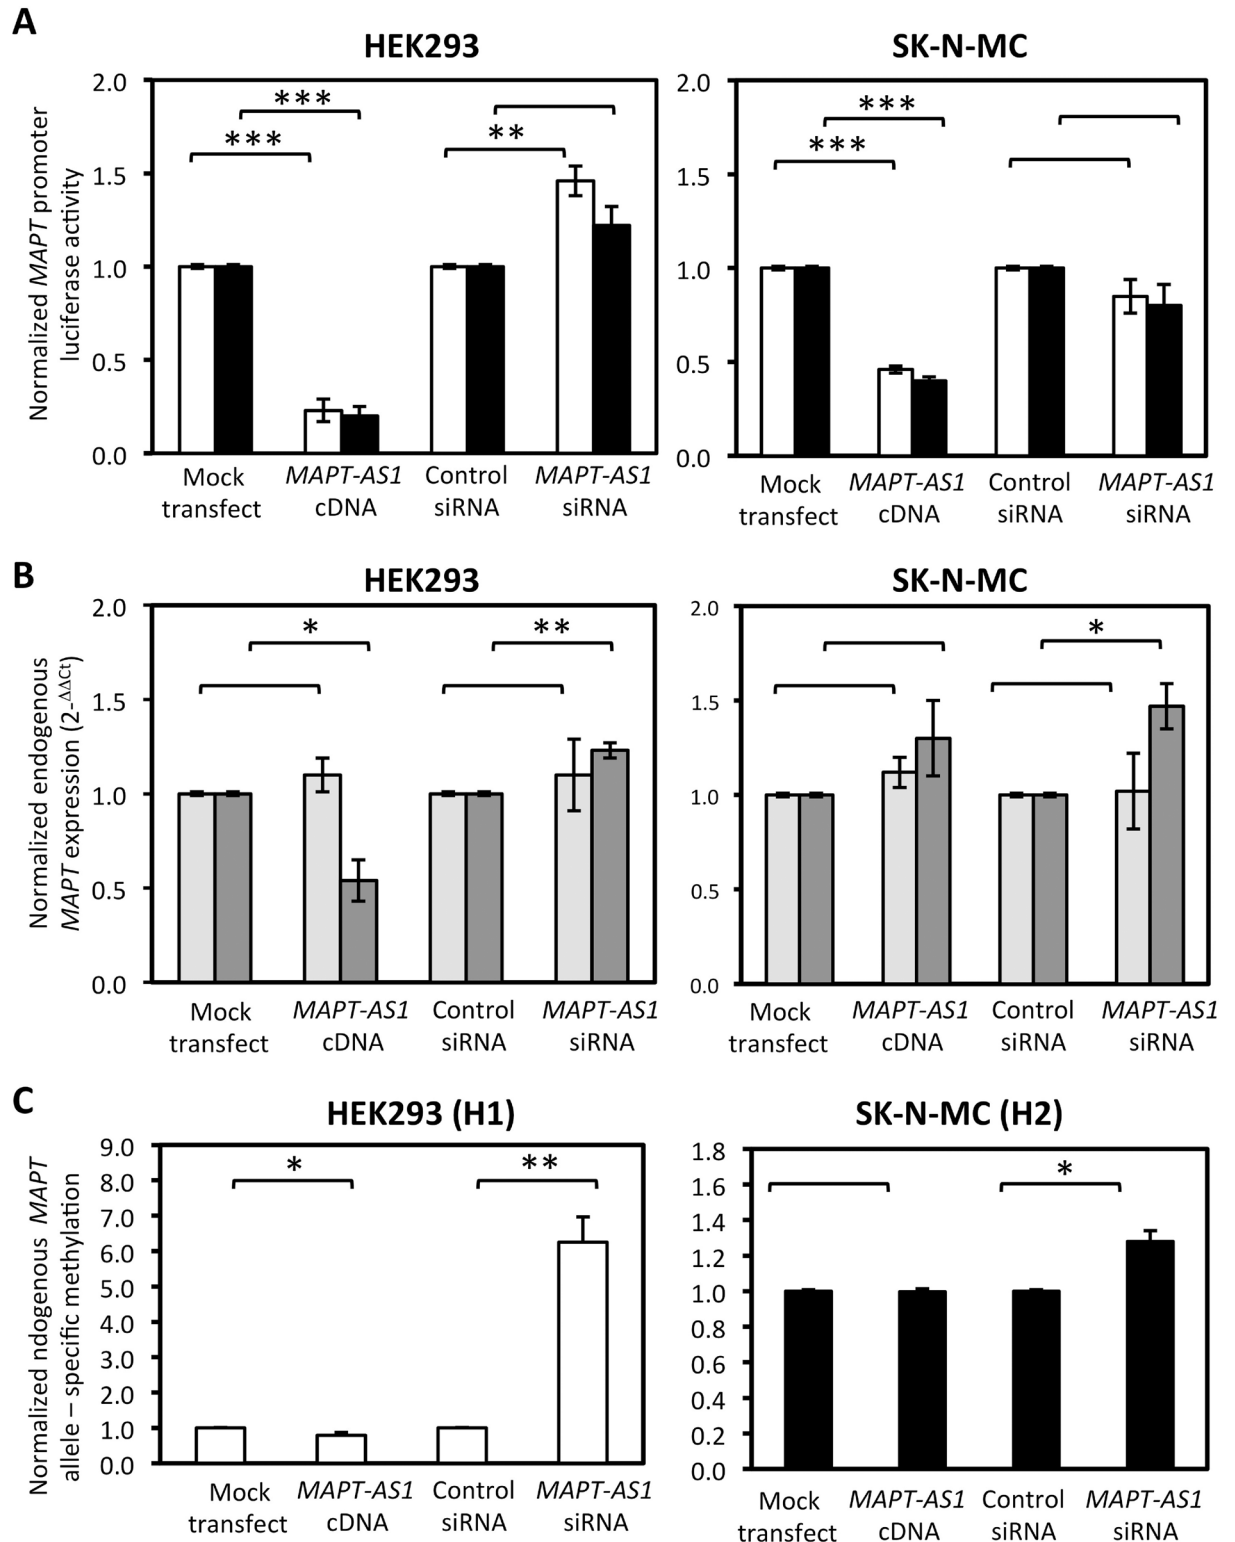 A
HEK293
SK-N-MC
Normalized MAPT promoter
luciferase activity
2.0
1.5
1.0
0.5
0.0
***
***
**
Mock
transfect
MAPT-AS1
cDNA
Control
siRNA
MAPT-AS1
siRNA
2.0
1.5
1.0
0.5
0.0
***
***
Mock
transfect
MAPT-AS1
cDNA
Control
siRNA
MAPT-AS1
siRNA
B
HEK293
SK-N-MC
Normalized endogenous
MAPT expression (2-ΔΔCt)
2.0
1.5
1.0
0.5
0.0
*
**
Mock
transfect
MAPT-AS1
cDNA
Control
siRNA
MAPT-AS1
siRNA
2.0
1.5
1.0
0.5
0.0
*
Mock
transfect
MAPT-AS1
cDNA
Control
siRNA
MAPT-AS1
siRNA
C
HEK293 (H1)
SK-N-MC (H2)
Normalized ndogenous MAPT
allele – specific methylation
9.0
8.0
7.0
6.0
5.0
4.0
3.0
2.0
1.0
0.0
*
**
Mock
transfect
MAPT-AS1
cDNA
Control
siRNA
MAPT-AS1
siRNA
1.8
1.6
1.4
1.2
1.0
0.8
0.6
0.4
0.2
0.0
*
Mock
transfect
MAPT-AS1
cDNA
Control
siRNA
MAPT-AS1
siRNA